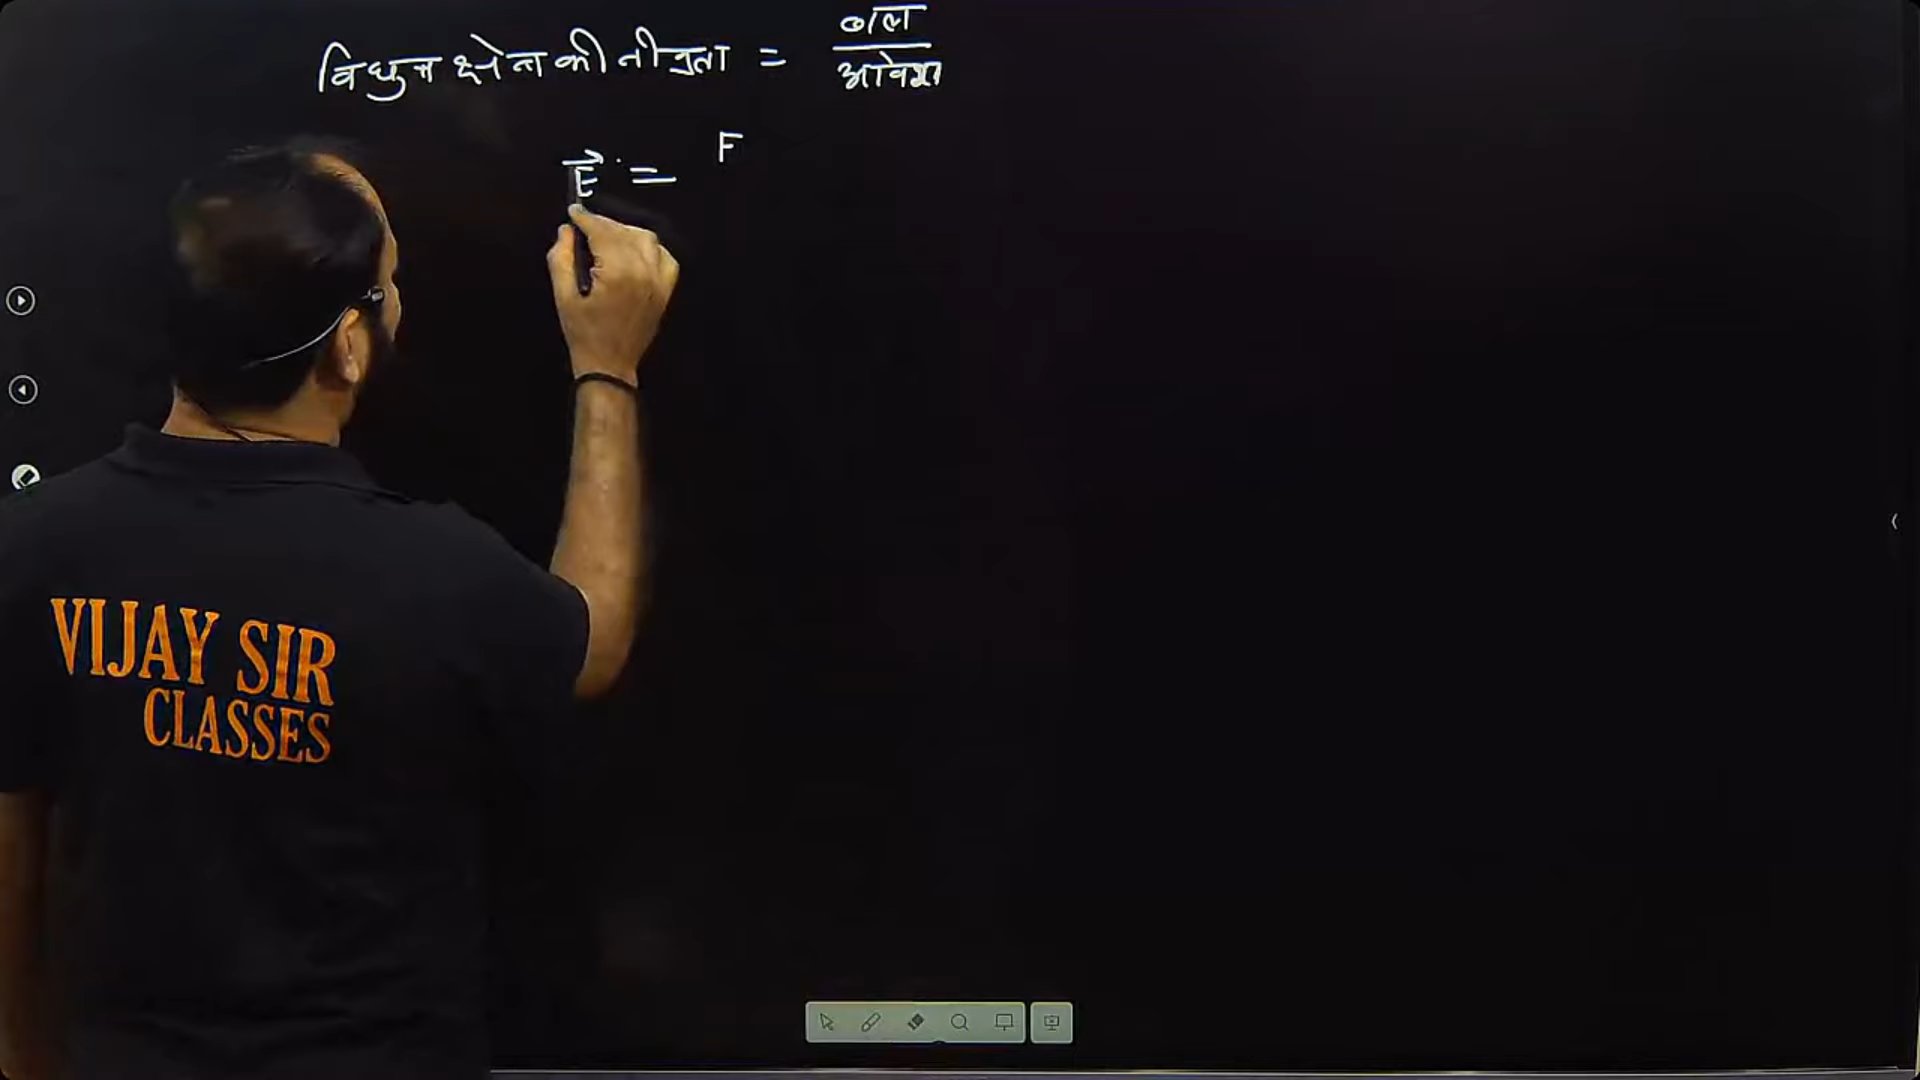 विधुत क्षेत्र की तीव्रता = बल / आवेश
E⃗ = F
VIJAY SIR
CLASSES